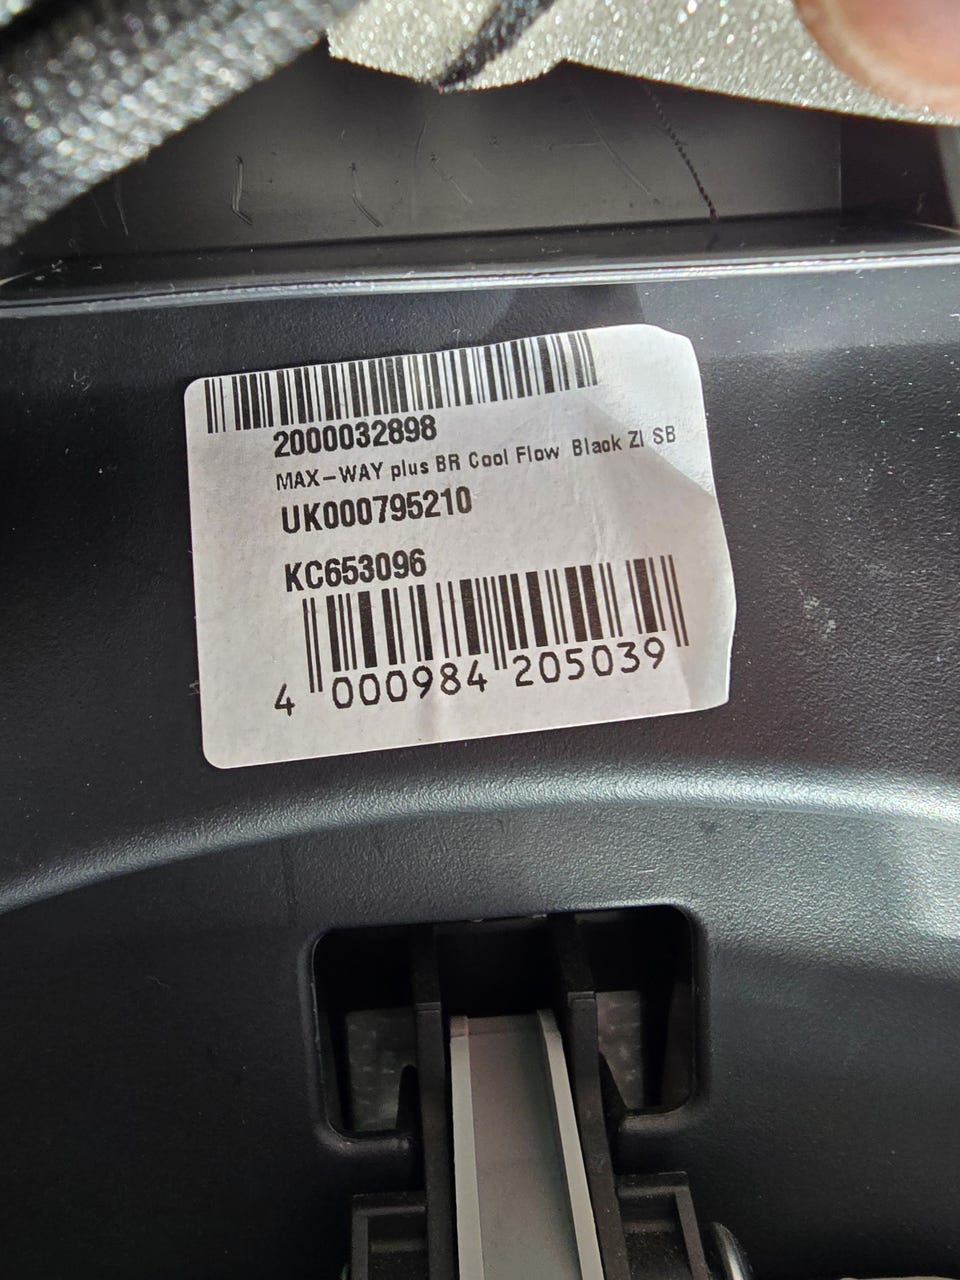 2000032898
MAX-WAY plus BR Cool Flow Black ZI SB
UK000795210
KC653096
4 000984 205039